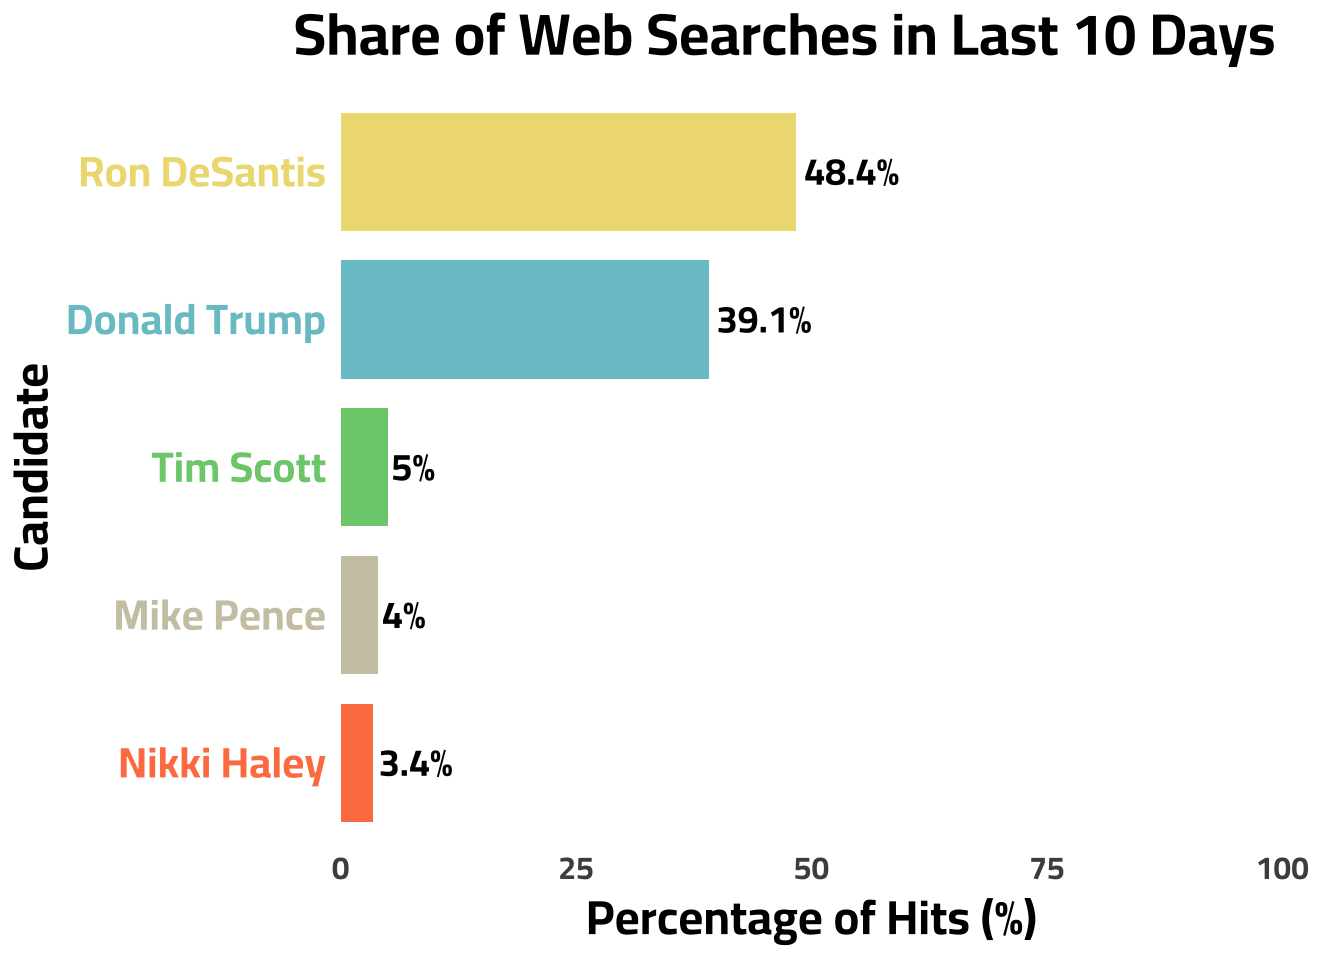 Share of Web Searches in Last 10 Days
Candidate
Ron DeSantis 48.4%
Donald Trump 39.1%
Tim Scott 5%
Mike Pence 4%
Nikki Haley 3.4%
0 25 50 75 100
Percentage of Hits (%)